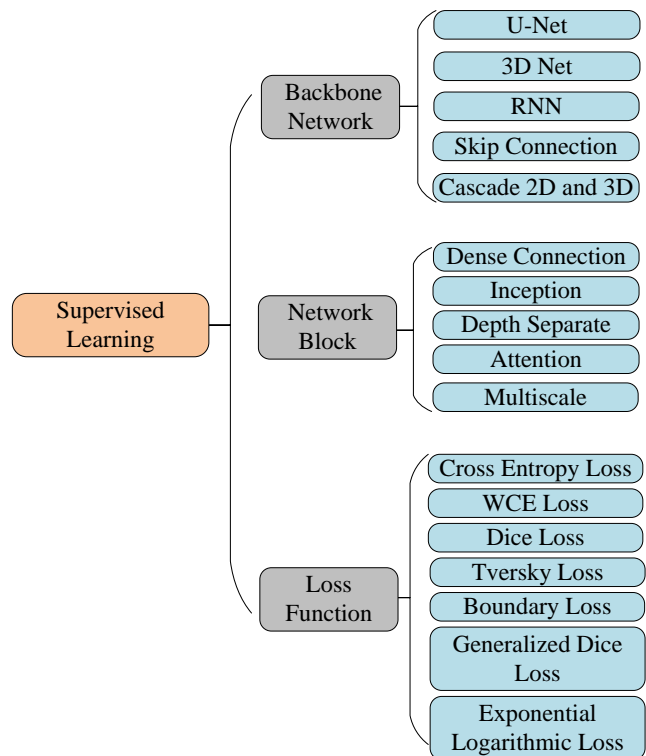 Supervised
Learning
Backbone
Network
U-Net
3D Net
RNN
Skip Connection
Cascade 2D and 3D
Network
Block
Dense Connection
Inception
Depth Separate
Attention
Multiscale
Loss
Function
Cross Entropy Loss
WCE Loss
Dice Loss
Tversky Loss
Boundary Loss
Generalized Dice
Loss
Exponential
Logarithmic Loss